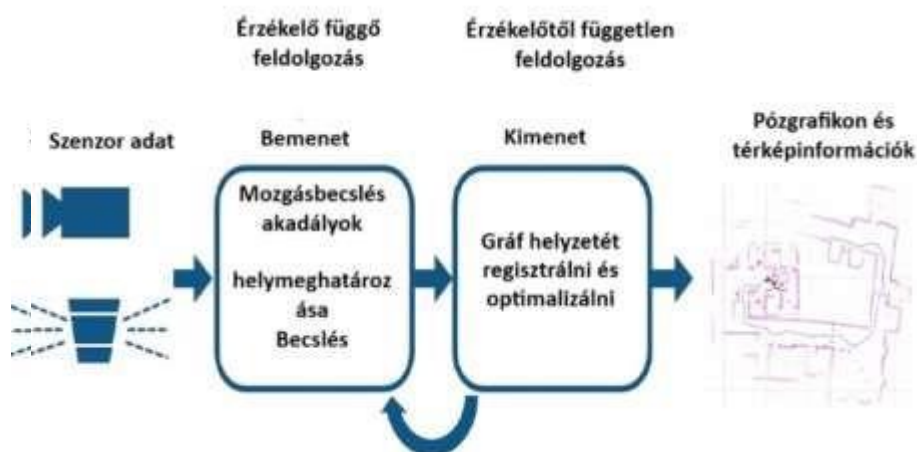 Érzékelő függő
feldolgozás
Érzékelőtől független
feldolgozás
Szenzor adat
Bemenet
Kimenet
Pózgrafikon és
térképinformációk
Mozgásbecslés
akadályok
helymeghatároz
ása
Becslés
Gráf helyzetét
regisztrálni és
optimalizálni